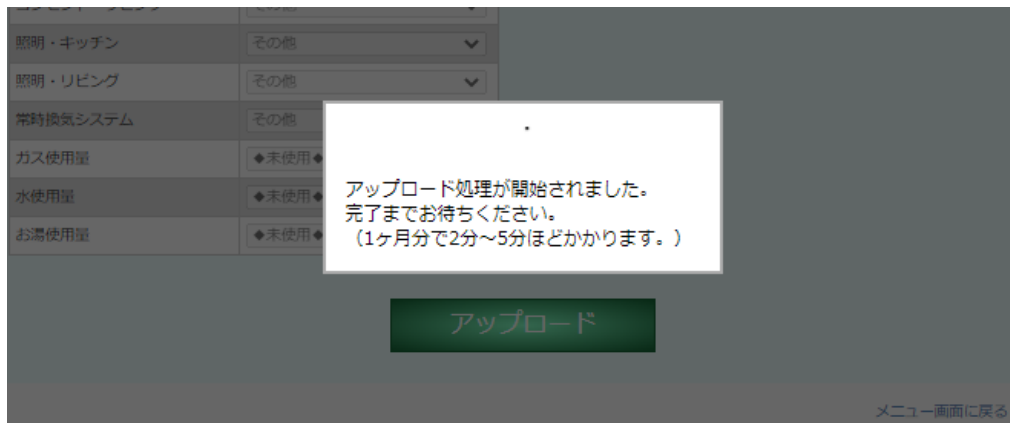 照明・キッチン
その他
照明・リビング
その他
常時換気システム
その他
ガス使用量
◆未使用◆
水使用量
◆未使用◆
お湯使用量
◆未使用◆
アップロード処理が開始されました。
完了までお待ちください。
（1ヶ月分で2分～5分ほどかかります。）
アップロード
メニュー画面に戻る